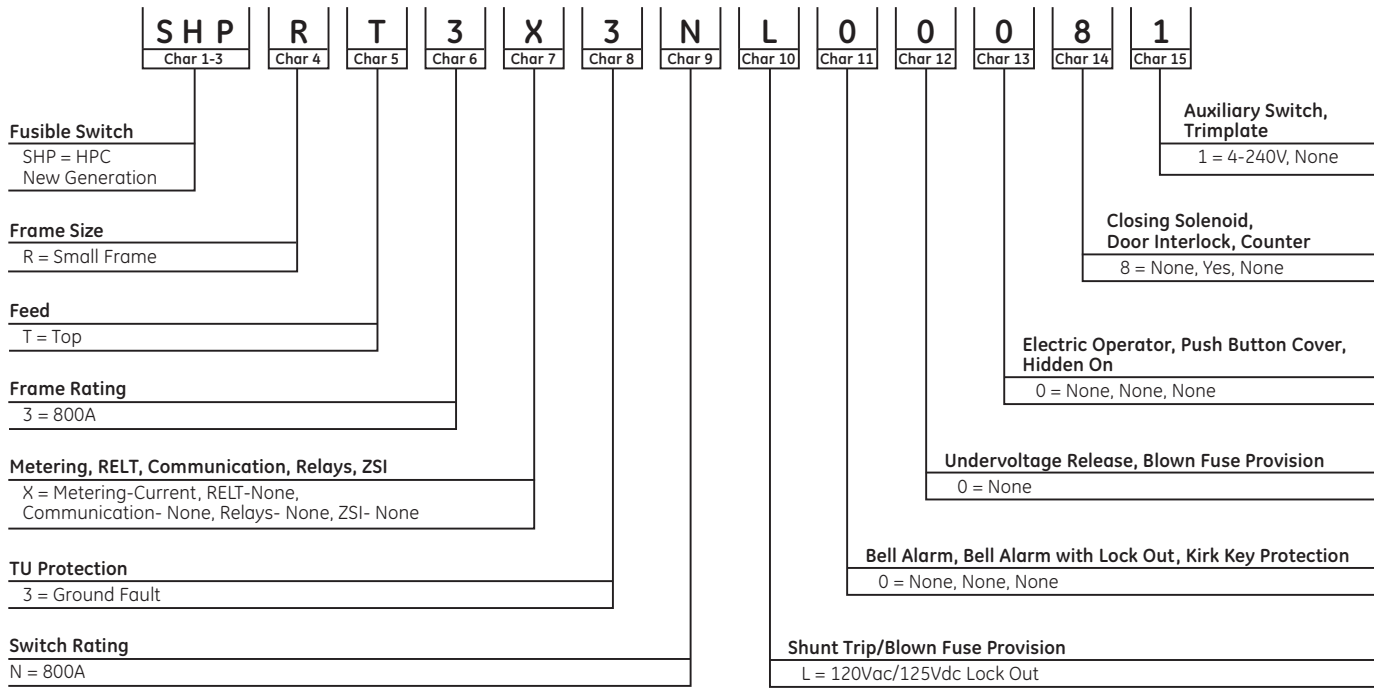 SHP R T 3 X 3 N L 0 0 0 8 1
Char 1-3 Char 4 Char 5 Char 6 Char 7 Char 8 Char 9 Char 10 Char 11 Char 12 Char 13 Char 14 Char 15
Fusible Switch
SHP = HPC
New Generation
Frame Size
R = Small Frame
Feed
T = Top
Frame Rating
3 = 800A
Metering, RELT, Communication, Relays, ZSI
X = Metering-Current, RELT-None,
Communication- None, Relays- None, ZSI- None
TU Protection
3 = Ground Fault
Switch Rating
N = 800A
Auxiliary Switch,
Trimplate
1 = 4-240V, None
Closing Solenoid,
Door Interlock, Counter
8 = None, Yes, None
Electric Operator, Push Button Cover,
Hidden On
0 = None, None, None
Undervoltage Release, Blown Fuse Provision
0 = None
Bell Alarm, Bell Alarm with Lock Out, Kirk Key Protection
0 = None, None, None
Shunt Trip/Blown Fuse Provision
L = 120Vac/125Vdc Lock Out